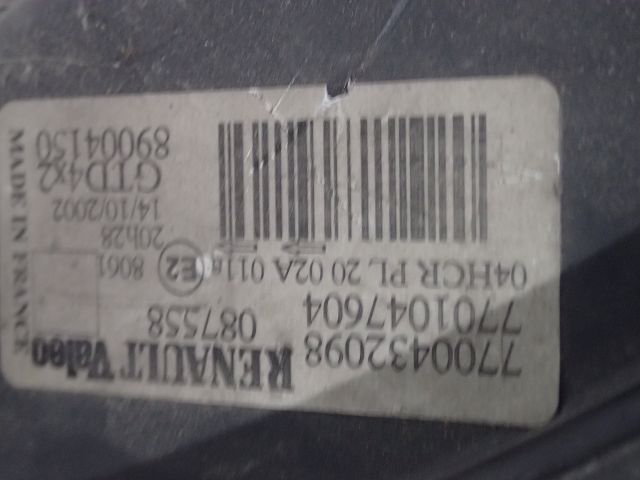 7700432098 RENAULT Valeo
7701047604 087558
04HCR PL 20 02A 011 E2 8061
20h28
14/10/2002
GTD4x2
89004150
MADE IN FRANCE